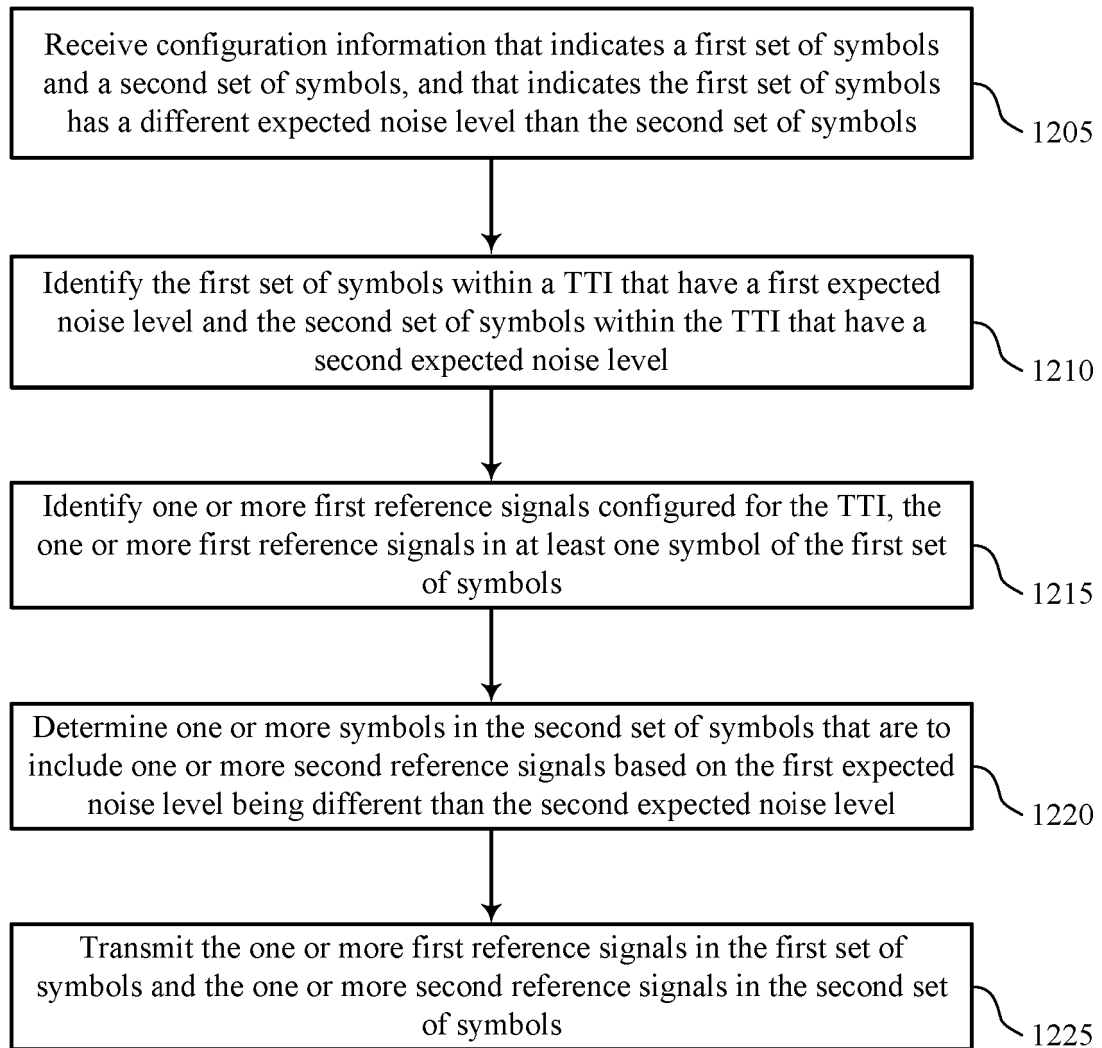 Receive configuration information that indicates a first set of symbols
and a second set of symbols, and that indicates the first set of symbols
has a different expected noise level than the second set of symbols
1205
Identify the first set of symbols within a TTI that have a first expected
noise level and the second set of symbols within the TTI that have a
second expected noise level
1210
Identify one or more first reference signals configured for the TTI, the
one or more first reference signals in at least one symbol of the first set
of symbols
1215
Determine one or more symbols in the second set of symbols that are to
include one or more second reference signals based on the first expected
noise level being different than the second expected noise level
1220
Transmit the one or more first reference signals in the first set of
symbols and the one or more second reference signals in the second set
of symbols
1225